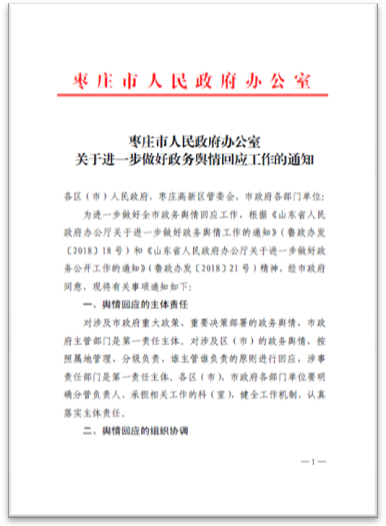 枣庄市人民政府办公室
枣庄市人民政府办公室
关于进一步做好政务舆情回应工作的通知
各区（市）人民政府，枣庄高新区管委会，市政府各部门单位：
为进一步做好全市政务舆情回应工作，根据《山东省人民
政府办公厅关于进一步做好政务舆情工作的通知》（鲁政办发
〔2018〕18号）和《山东省人民政府办公厅关于进一步做好政
务公开工作的通知》（鲁政办发〔2018〕21号）精神，经市政府
同意，现将有关事项通知如下：
一、舆情回应的主体责任
对涉及市政府重大政策、重要决策部署的政务舆情，市政
府主管部门是第一责任主体。对涉及区（市）的政务舆情，按
照属地管理，分级负责，谁主管谁负责的原则进行回应，涉事
责任部门是第一责任主体。各区（市）、市政府各部门单位要明
确分管负责人，承担相关工作的科（室），健全工作机制，认真
落实主体责任。
二、舆情回应的组织协调
— 1 —